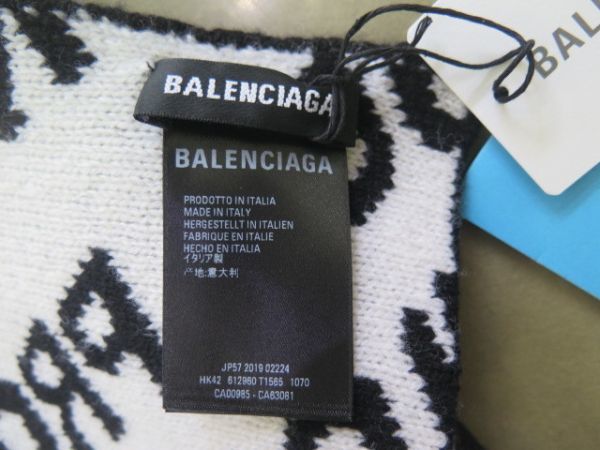 BALENCIAGA
BAL
BALENCIAGA
PRODOTTO IN ITALIA
MADE IN ITALY
HERGESTELLT IN ITALIEN
FABRIQUE EN ITALIE
HECHO EN ITALIA
イタリア製
产地:意大利
JP57 2019 02224
HK42 612960 T1565 1070
CA00985 - CA63081